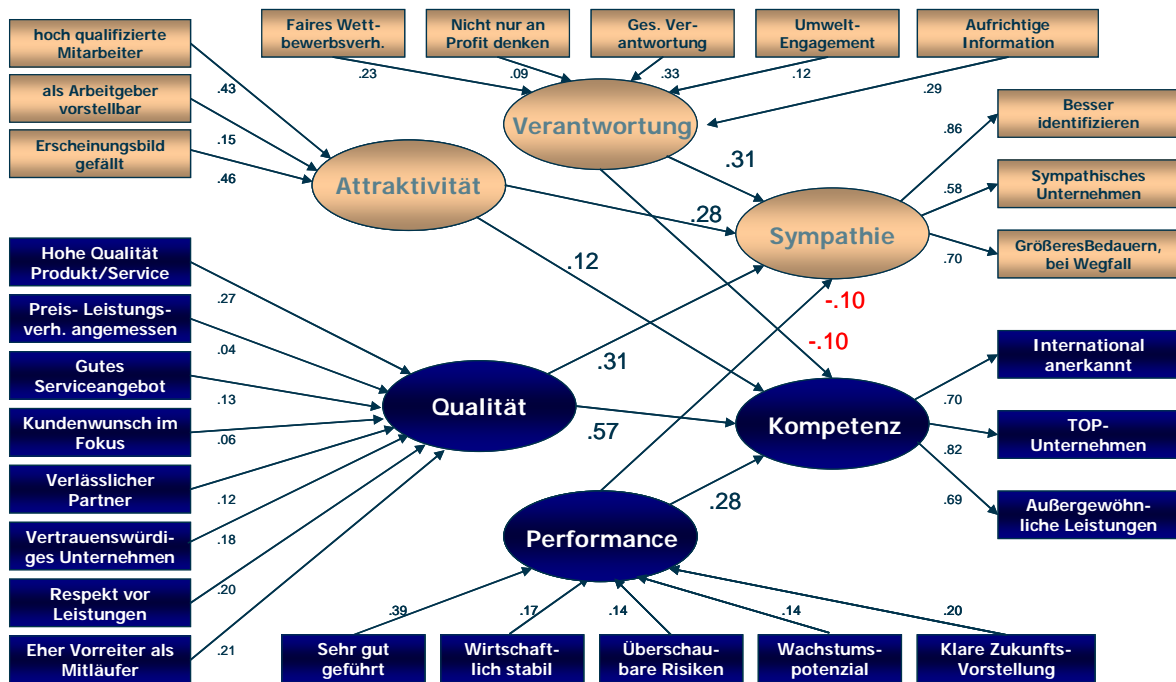 Faires Wett-
bewerbsverh.
Nicht nur an
Profit denken
Ges. Ver-
antwortung
Umwelt-
Engagement
Aufrichtige
Information
.23
.09
.33
.12
.29
hoch qualifizierte
Mitarbeiter
als Arbeitgeber
vorstellbar
Erscheinungsbild
gefällt
.43
.15
.46
Verantwortung
Attraktivität
Sympathie
.31
.28
.12
.86
.58
.70
Besser
identifizieren
Sympathisches
Unternehmen
GrößeresBedauern,
bei Wegfall
Hohe Qualität
Produkt/Service
.27
Preis- Leistungs-
verh. angemessen
.04
Gutes
Serviceangebot
.13
Kundenwunsch im
Fokus
.06
Verlässlicher
Partner
.12
Vertrauenswürdi-
ges Unternehmen
.18
Respekt vor
Leistungen
.20
Eher Vorreiter als
Mitläufer
.21
Qualität
.31
.57
-.10
-.10
Kompetenz
.28
.70
.82
.69
International
anerkannt
TOP-
Unternehmen
Außergewöhn-
liche Leistungen
Performance
.39
.17
.14
.14
.20
Sehr gut
geführt
Wirtschaft-
lich stabil
Überschau-
bare Risiken
Wachstums-
potenzial
Klare Zukunfts-
Vorstellung